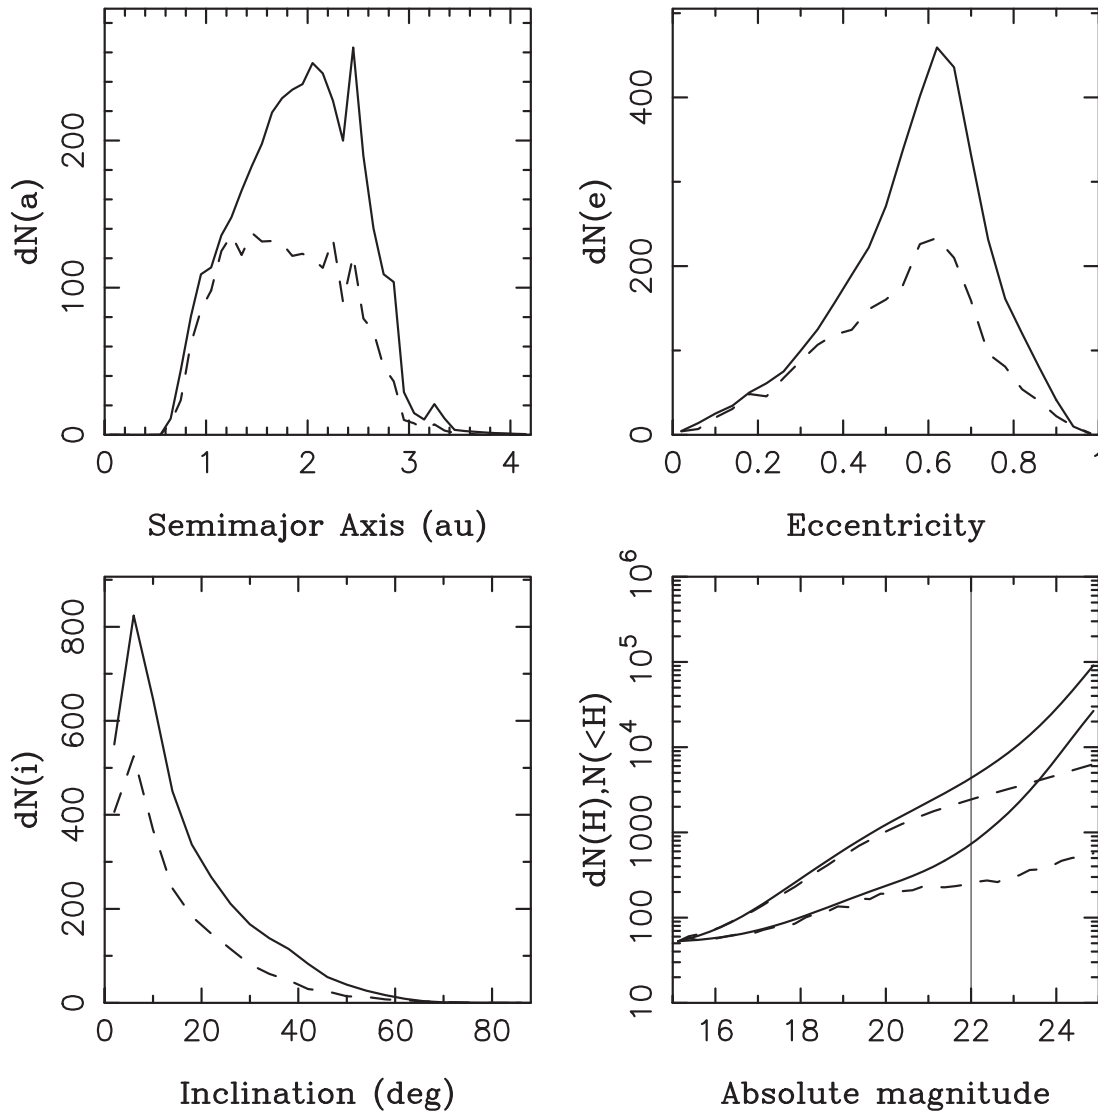 dN(a)
200
100
0
0 1 2 3 4
Semimajor Axis (au)
dN(e)
400
200
0
0 0.2 0.4 0.6 0.8 1
Eccentricity
dN(i)
800
600
400
200
0
0 20 40 60 80
Inclination (deg)
dN(H),N(<H)
10^6
10^5
10^4
1000
100
10
16 18 20 22 24
Absolute magnitude